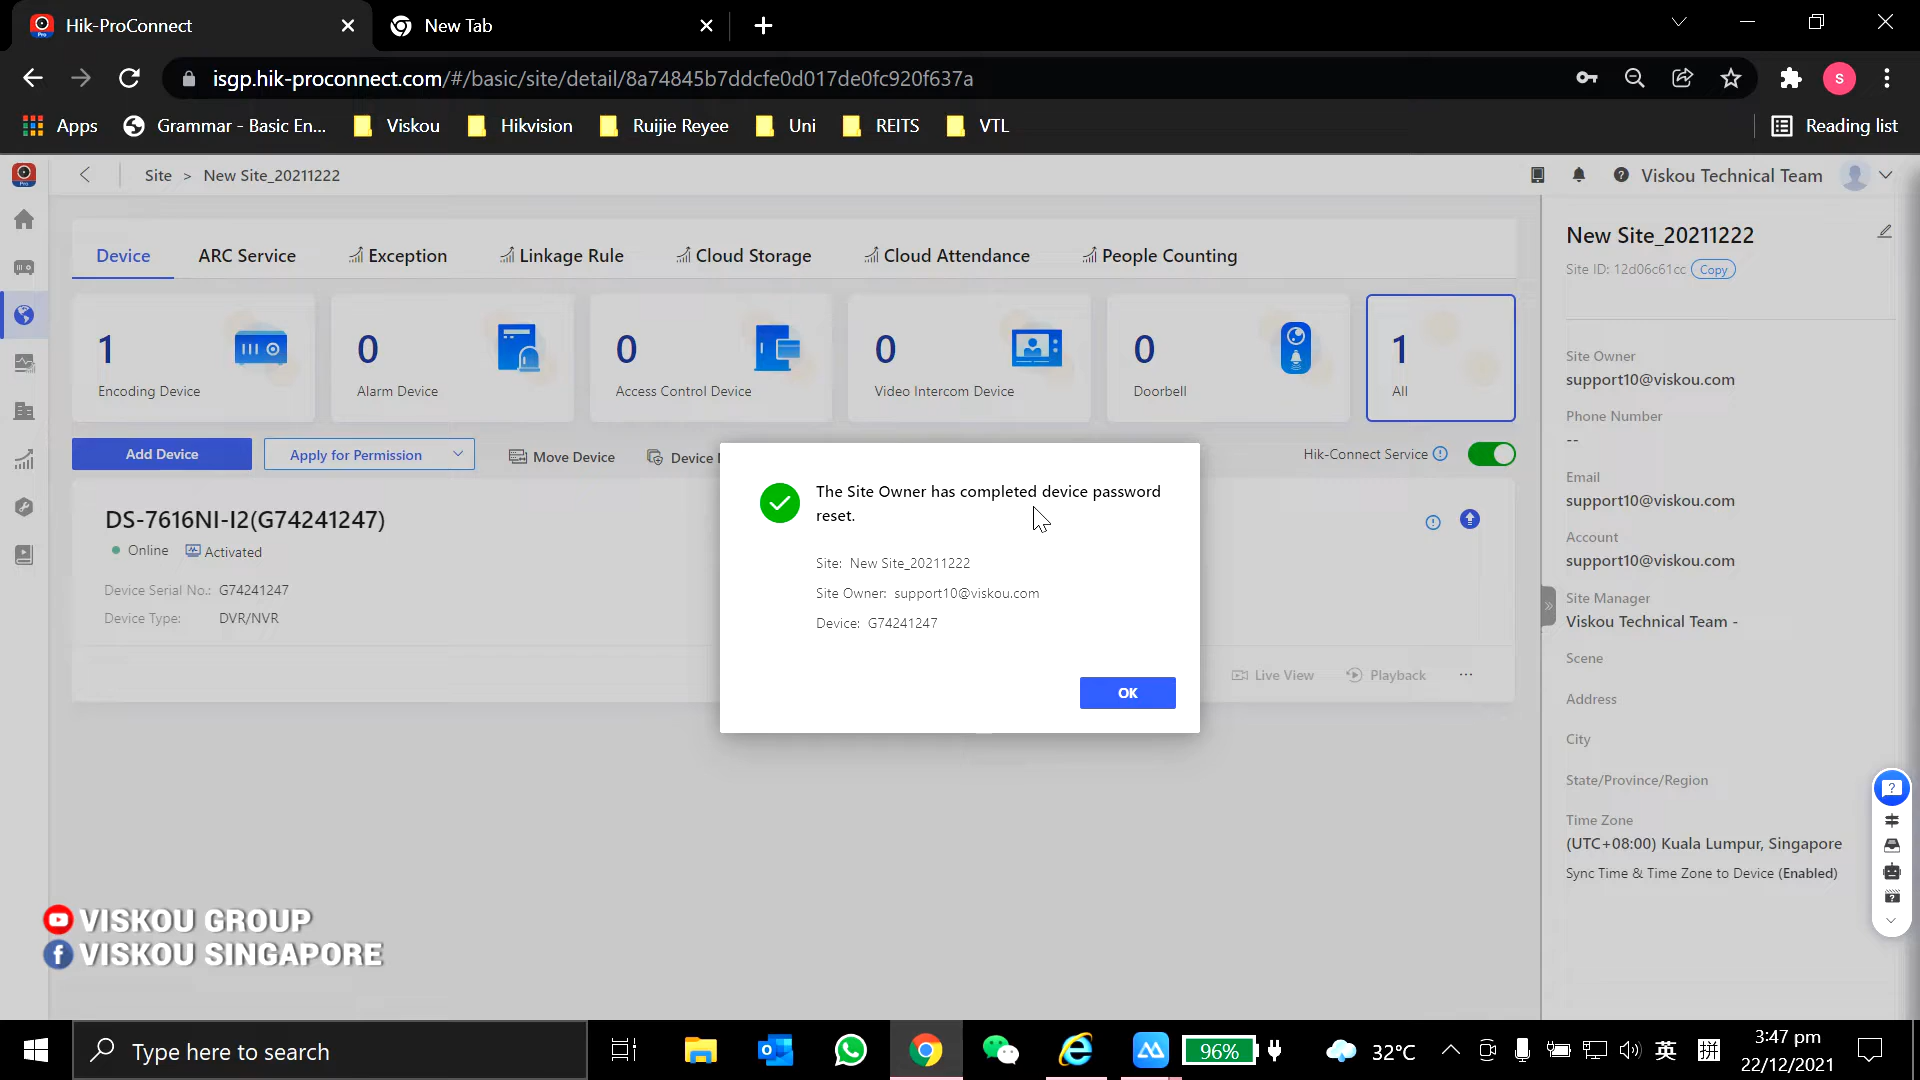 Hik-ProConnect
New Tab
isgp.hik-proconnect.com/#/basic/site/detail/8a74845b7ddcfe0d017de0fc920f637a
S
Apps
Grammar - Basic En...
Viskou
Hikvision
Ruijie Reyee
Uni
REITS
VTL
Reading list
Site > New Site_20211222
Viskou Technical Team
Device
ARC Service
Exception
Linkage Rule
Cloud Storage
Cloud Attendance
People Counting
1
Encoding Device
0
Alarm Device
0
Access Control Device
0
Video Intercom Device
0
Doorbell
1
All
Add Device
Apply for Permission
Move Device
Device
Hik-Connect Service
DS-7616NI-I2(G74241247)
Online
Activated
Device Serial No.: G74241247
Device Type: DVR/NVR
Live View
Playback
...
The Site Owner has completed device password
reset.
Site: New Site_20211222
Site Owner: support10@viskou.com
Device: G74241247
OK
New Site_20211222
Site ID: 12d06c61cc Copy
Site Owner
support10@viskou.com
Phone Number
--
Email
support10@viskou.com
Account
support10@viskou.com
Site Manager
Viskou Technical Team -
Scene
Address
City
State/Province/Region
Time Zone
(UTC+08:00) Kuala Lumpur, Singapore
Sync Time & Time Zone to Device (Enabled)
VISKOU GROUP
VISKOU SINGAPORE
Type here to search
96%
32°C
英
拼
3:47 pm
22/12/2021